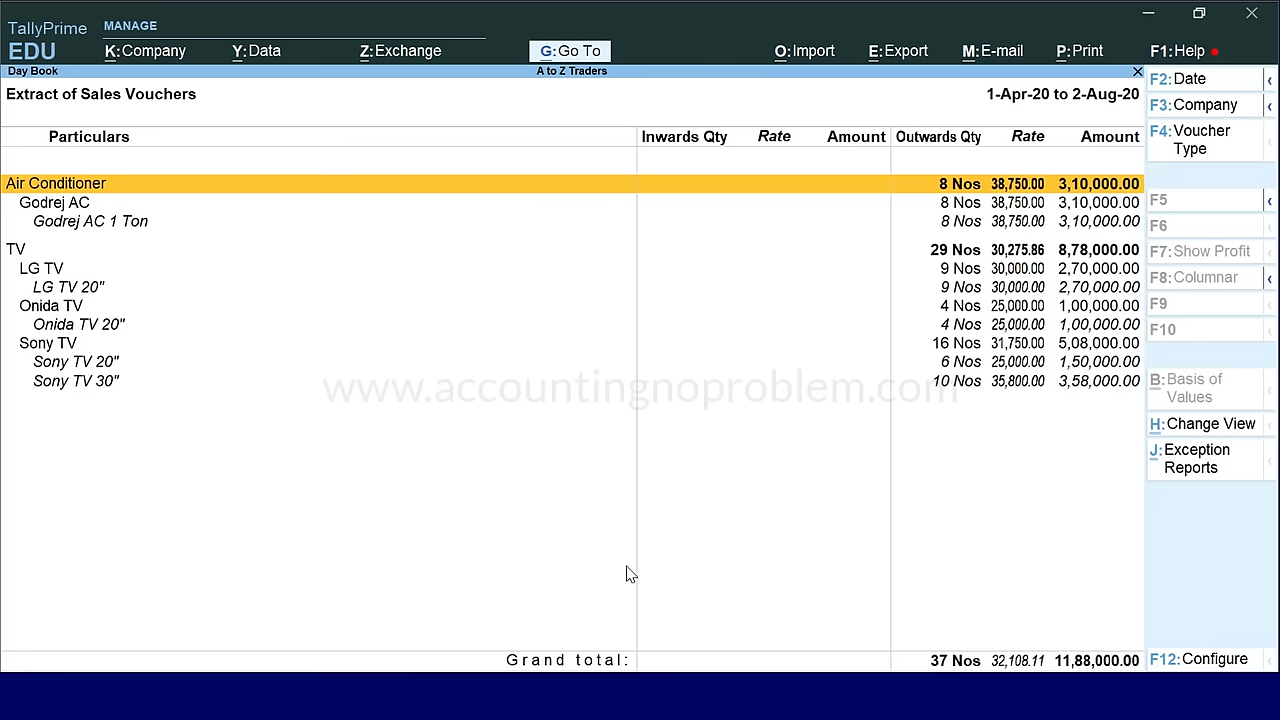 TallyPrime MANAGE
EDU K:Company Y:Data Z:Exchange G:Go To O:Import E:Export M:E-mail P:Print F1:Help
Day Book A to Z Traders
Extract of Sales Vouchers 1-Apr-20 to 2-Aug-20
Particulars Inwards Qty Rate Amount Outwards Qty Rate Amount
Air Conditioner 8 Nos 38,750.00 3,10,000.00
Godrej AC 8 Nos 38,750.00 3,10,000.00
Godrej AC 1 Ton 8 Nos 38,750.00 3,10,000.00
TV 29 Nos 30,275.86 8,78,000.00
LG TV 9 Nos 30,000.00 2,70,000.00
LG TV 20" 9 Nos 30,000.00 2,70,000.00
Onida TV 4 Nos 25,000.00 1,00,000.00
Onida TV 20" 4 Nos 25,000.00 1,00,000.00
Sony TV 16 Nos 31,750.00 5,08,000.00
Sony TV 20" 6 Nos 25,000.00 1,50,000.00
Sony TV 30" 10 Nos 35,800.00 3,58,000.00
www.accountingnoproblem.com
Grand total: 37 Nos 32,108.11 11,88,000.00
F2:Date
F3:Company
F4:Voucher
Type
F5
F6
F7:Show Profit
F8:Columnar
F9
F10
B:Basis of
Values
H:Change View
J:Exception
Reports
F12:Configure